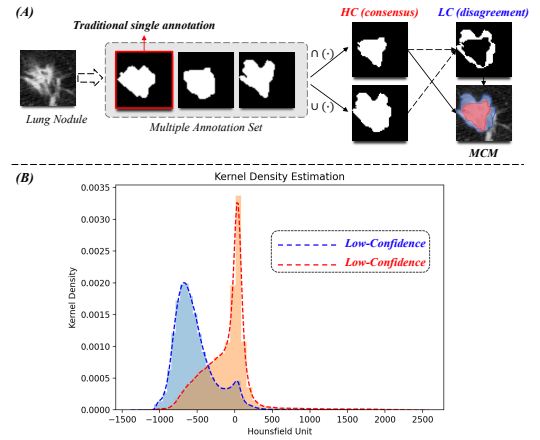 (A)
Traditional single annotation
HC (consensus)
LC (disagreement)
∩ (·)
∪ (·)
Lung Nodule
Multiple Annotation Set
MCM
(B)
Kernel Density Estimation
Kernel Density
0.0035
0.0030
0.0025
0.0020
0.0015
0.0010
0.0005
0.0000
Low-Confidence
Low-Confidence
−1500 −1000 −500 0 500 1000 1500 2000 2500
Hounsfield Unit